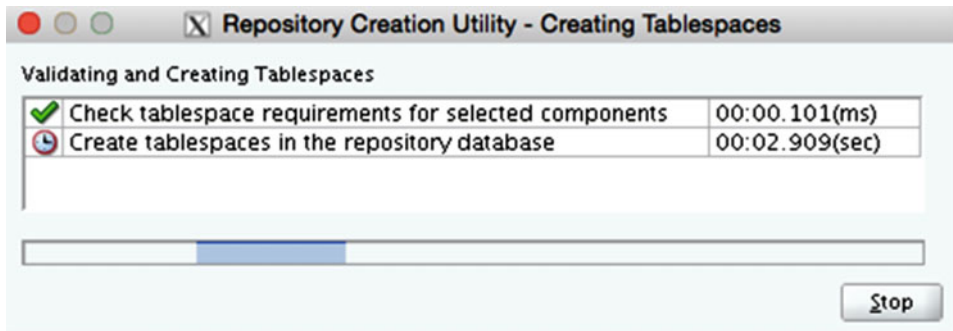 Repository Creation Utility - Creating Tablespaces
Validating and Creating Tablespaces
Check tablespace requirements for selected components 00:00.101(ms)
Create tablespaces in the repository database 00:02.909(sec)
Stop